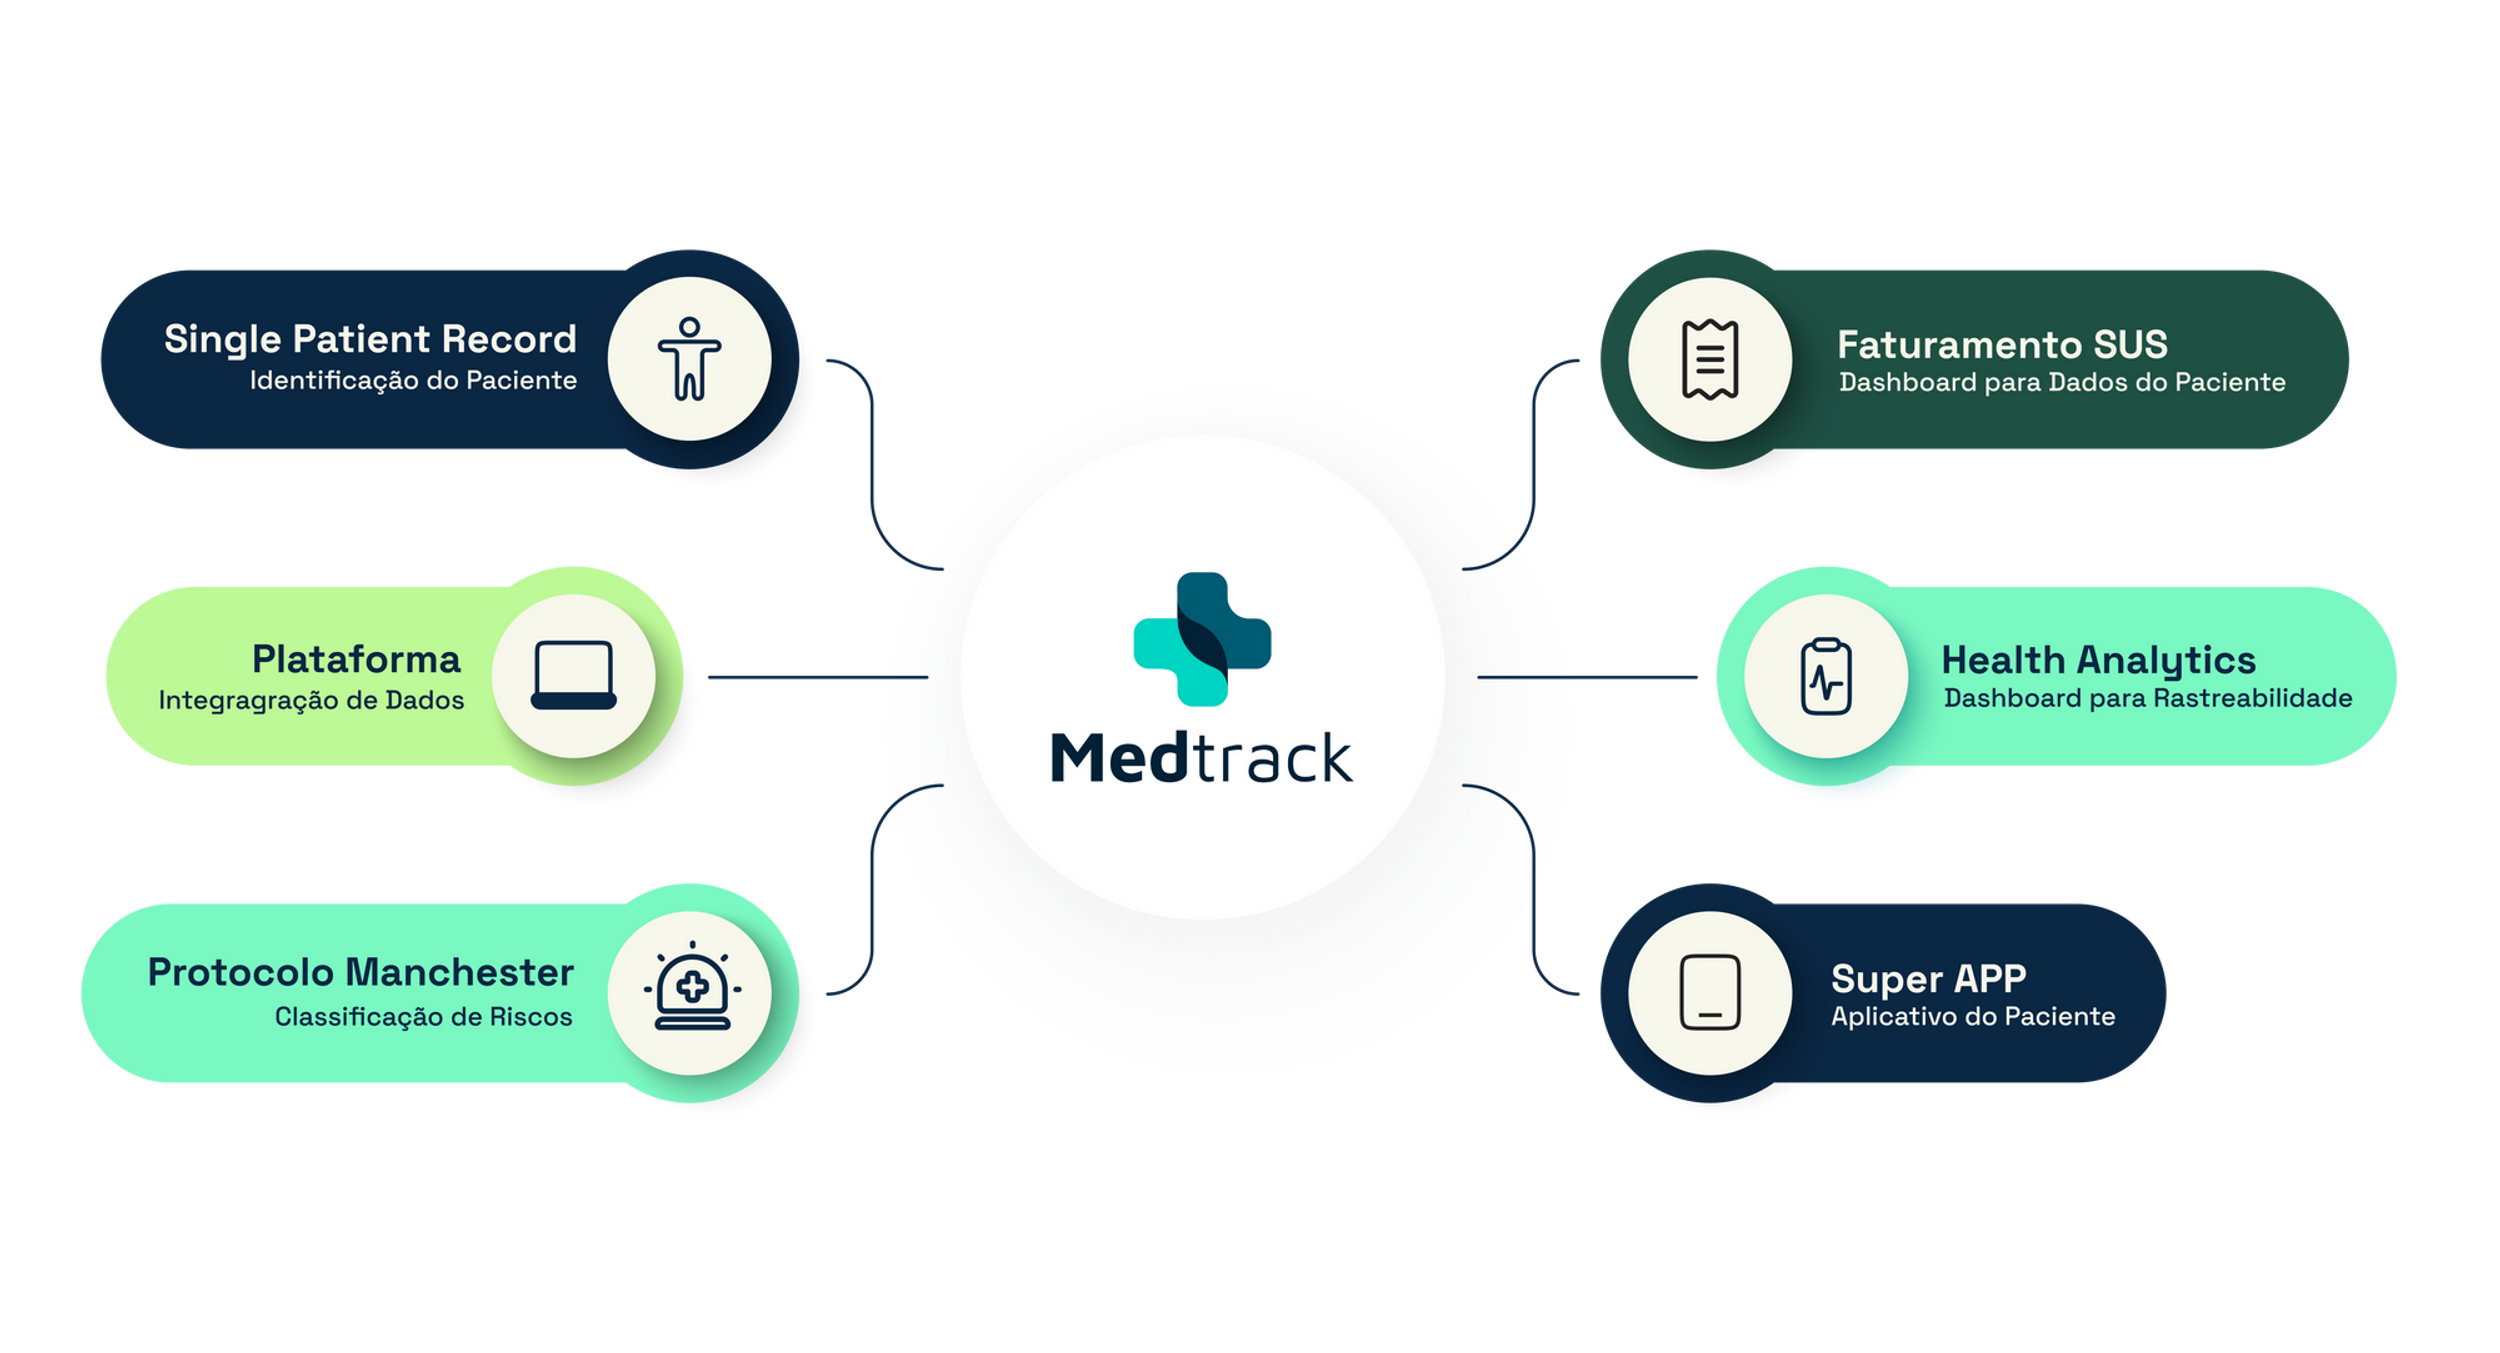 Single Patient Record
Identificação do Paciente
Plataforma
Integragração de Dados
Protocolo Manchester
Classificação de Riscos
Medtrack
Faturamento SUS
Dashboard para Dados do Paciente
Health Analytics
Dashboard para Rastreabilidade
Super APP
Aplicativo do Paciente